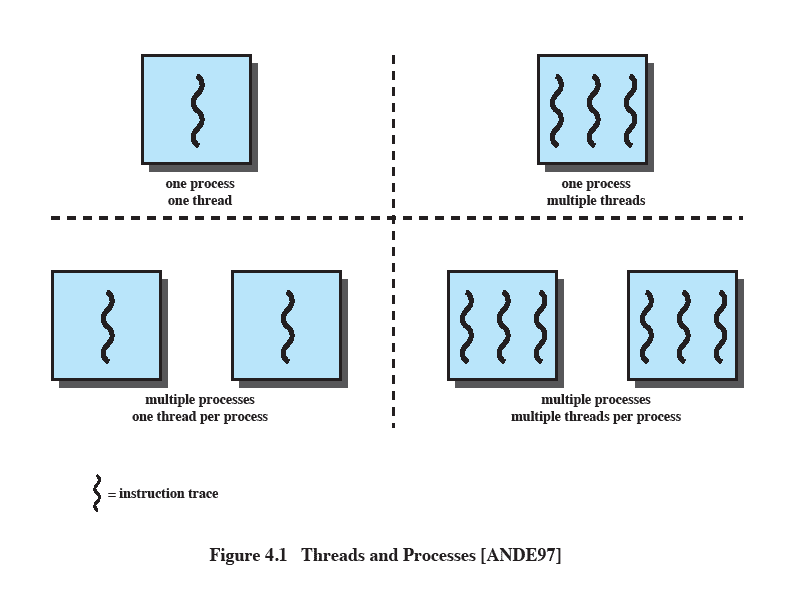 one process
one thread
one process
multiple threads
multiple processes
one thread per process
multiple processes
multiple threads per process
= instruction trace
Figure 4.1 Threads and Processes [ANDE97]